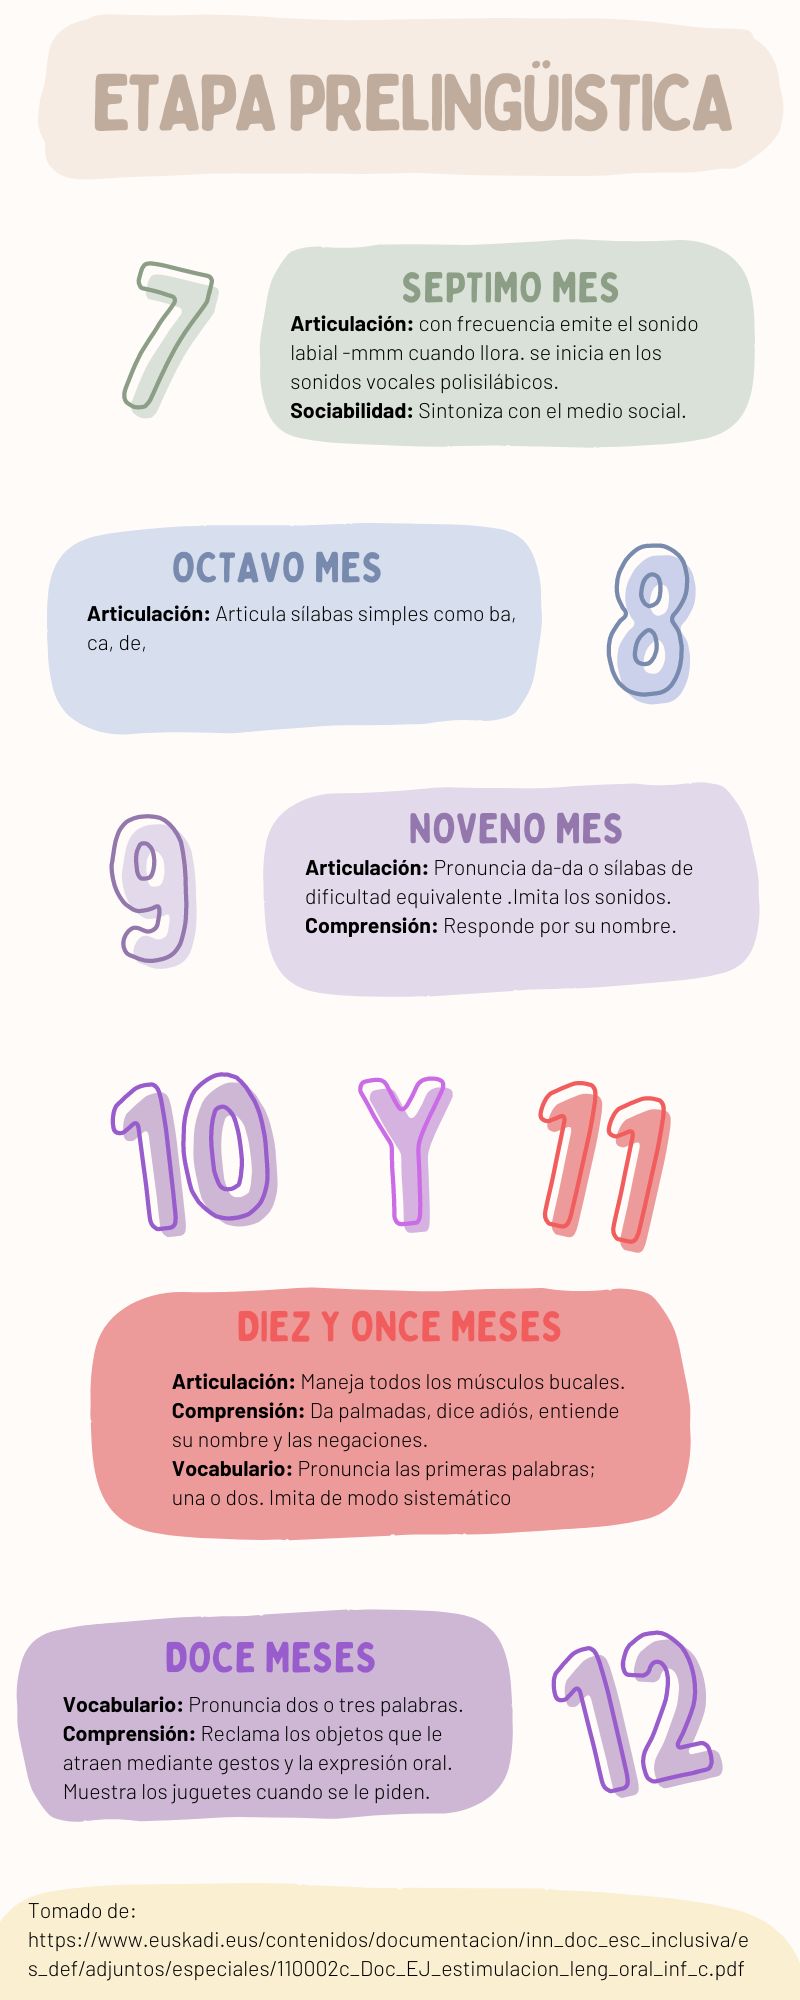 ETAPA PRELINGÜISTICA
7
SEPTIMO MES
Articulación: con frecuencia emite el sonido
labial -mmm cuando llora. se inicia en los
sonidos vocales polisilábicos.
Sociabilidad: Sintoniza con el medio social.
OCTAVO MES
Articulación: Articula sílabas simples como ba,
ca, de,
8
9
NOVENO MES
Articulación: Pronuncia da-da o sílabas de
dificultad equivalente .Imita los sonidos.
Comprensión: Responde por su nombre.
10 Y 11
DIEZ Y ONCE MESES
Articulación: Maneja todos los músculos bucales.
Comprensión: Da palmadas, dice adiós, entiende
su nombre y las negaciones.
Vocabulario: Pronuncia las primeras palabras;
una o dos. Imita de modo sistemático
DOCE MESES
Vocabulario: Pronuncia dos o tres palabras.
Comprensión: Reclama los objetos que le
atraen mediante gestos y la expresión oral.
Muestra los juguetes cuando se le piden.
12
Tomado de:
https://www.euskadi.eus/contenidos/documentacion/inn_doc_esc_inclusiva/e
s_def/adjuntos/especiales/110002c_Doc_EJ_estimulacion_leng_oral_inf_c.pdf